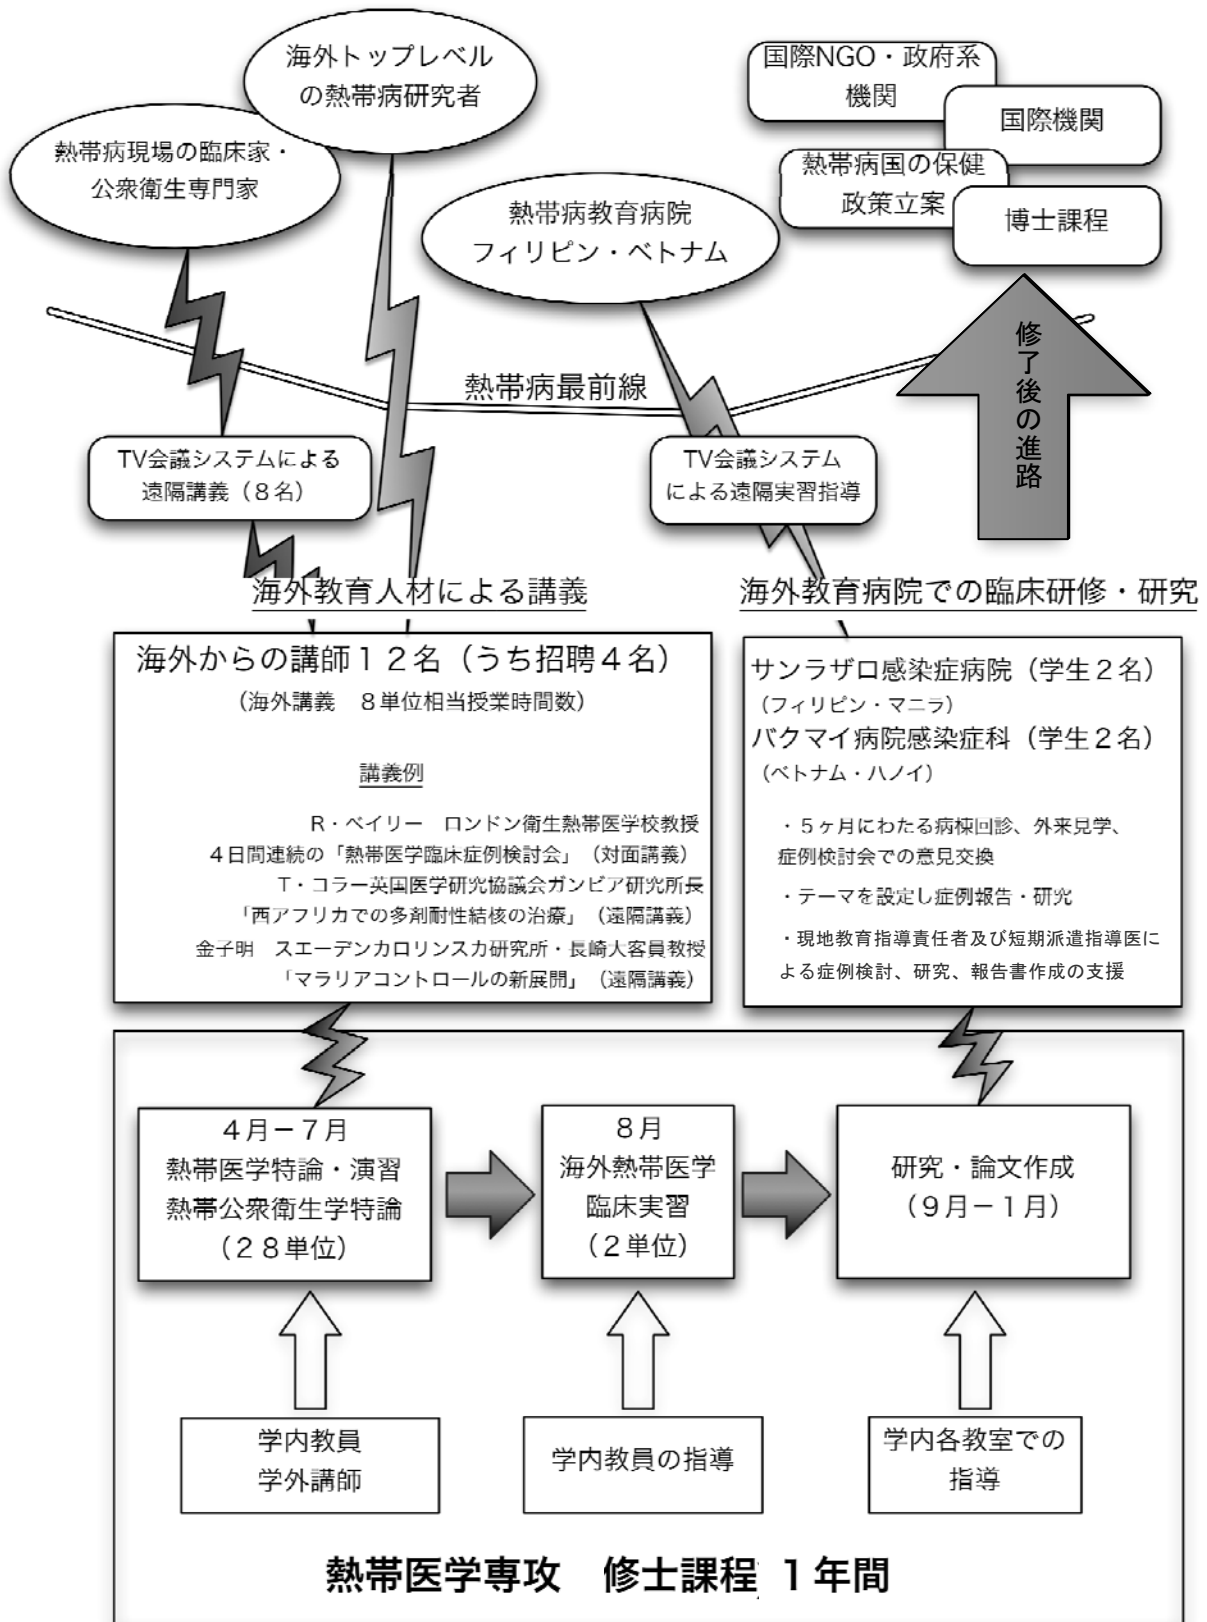 海外トップレベル
の熱帯病研究者
熱帯病現場の臨床家・
公衆衛生専門家
熱帯病教育病院
フィリピン・ベトナム
国際NGO・政府系
機関
国際機関
熱帯病国の保健
政策立案
博士課程
修了後の進路
熱帯病最前線
TV会議システムによる
遠隔講義（８名）
TV会議システム
による遠隔実習指導
海外教育人材による講義
海外教育病院での臨床研修・研究
海外からの講師１２名（うち招聘４名）
（海外講義　８単位相当授業時間数）
講義例
R・ベイリー　ロンドン衛生熱帯医学校教授
４日間連続の「熱帯医学臨床症例検討会」（対面講義）
T・コラー英国医学研究協議会ガンビア研究所長
「西アフリカでの多剤耐性結核の治療」（遠隔講義）
金子明　スエーデンカロリンスカ研究所・長崎大客員教授
「マラリアコントロールの新展開」（遠隔講義）
サンラザロ感染症病院（学生２名）
（フィリピン・マニラ）
バクマイ病院感染症科（学生２名）
（ベトナム・ハノイ）
・５ヶ月にわたる病棟回診、外来見学、
症例検討会での意見交換
・テーマを設定し症例報告・研究
・現地教育指導責任者及び短期派遣指導医に
よる症例検討、研究、報告書作成の支援
４月－７月
熱帯医学特論・演習
熱帯公衆衛生学特論
（２８単位）
８月
海外熱帯医学
臨床実習
（２単位）
研究・論文作成
（９月－１月）
学内教員
学外講師
学内教員の指導
学内各教室での
指導
熱帯医学専攻　修士課程 １年間